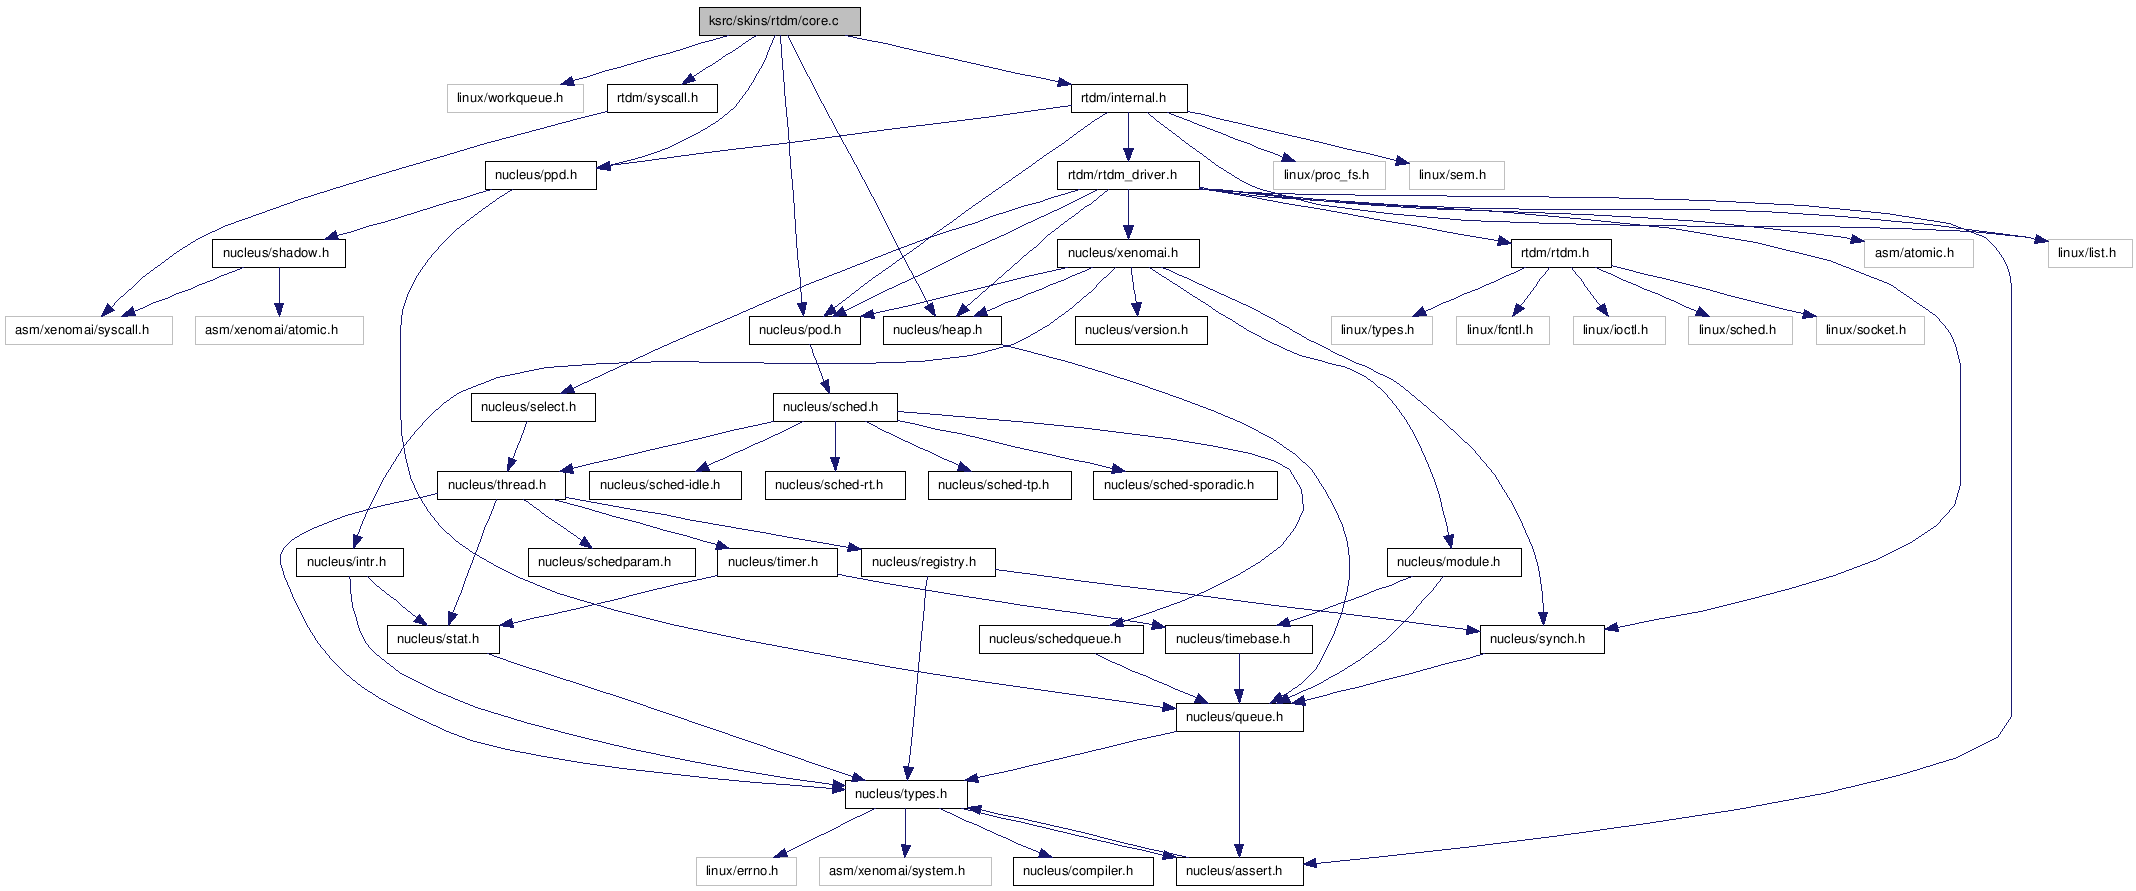 ksrc/skins/rtdm/core.c
linux/workqueue.h
rtdm/syscall.h
rtdm/internal.h
nucleus/ppd.h
rtdm/rtdm_driver.h
linux/proc_fs.h
linux/sem.h
nucleus/shadow.h
nucleus/xenomai.h
rtdm/rtdm.h
asm/atomic.h
linux/list.h
asm/xenomai/syscall.h
asm/xenomai/atomic.h
nucleus/pod.h
nucleus/heap.h
nucleus/version.h
linux/types.h
linux/fcntl.h
linux/ioctl.h
linux/sched.h
linux/socket.h
nucleus/select.h
nucleus/sched.h
nucleus/thread.h
nucleus/sched-idle.h
nucleus/sched-rt.h
nucleus/sched-tp.h
nucleus/sched-sporadic.h
nucleus/intr.h
nucleus/schedparam.h
nucleus/timer.h
nucleus/registry.h
nucleus/module.h
nucleus/stat.h
nucleus/schedqueue.h
nucleus/timebase.h
nucleus/synch.h
nucleus/queue.h
nucleus/types.h
linux/errno.h
asm/xenomai/system.h
nucleus/compiler.h
nucleus/assert.h